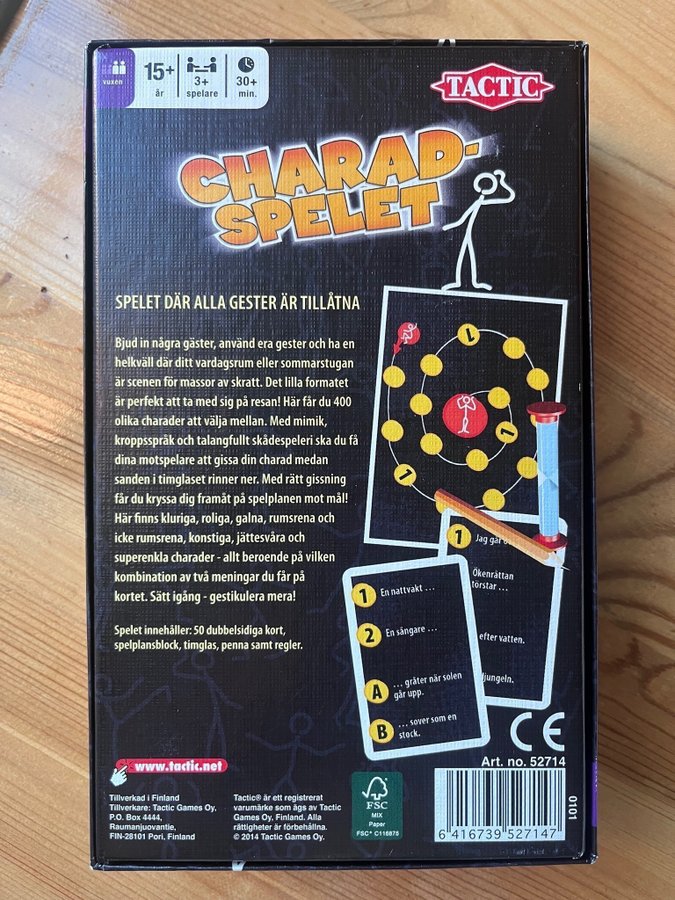 vuxen
15+
år
3+
spelare
30+
min.
TACTIC
CHARAD-
SPELET
SPELET DÄR ALLA GESTER ÄR TILLÅTNA
Bjud in några gäster, använd era gester och ha en
helkväll där ditt vardagsrum eller sommarstugan
är scenen för massor av skratt. Det lilla formatet
är perfekt att ta med sig på resan! Här får du 400
olika charader att välja mellan. Med mimik,
kroppsspråk och talangfullt skådespeleri ska du få
dina motspelare att gissa din charad medan
sanden i timglaset rinner ner. Med rätt gissning
får du kryssa dig framåt på spelplanen mot mål!
Här finns kluriga, roliga, galna, rumsrena och
icke rumsrena, konstiga, jättesvåra och
superenkla charader - allt beroende på vilken
kombination av två meningar du får på
kortet. Sätt igång - gestikulera mera!
Spelet innehåller: 50 dubbelsidiga kort,
spelplansblock, timglas, penna samt regler.
1
1
1
1 Jag går
Ökenråttan
törstar ...
efter vatten.
djungeln.
1 En nattvakt ...
2 En sångare ...
A ... gråter när solen
går upp.
B ... sover som en
stock.
CE
Art. no. 52714
0101
6 416739 527147
www.tactic.net
Tillverkad i Finland
Tillverkare: Tactic Games Oy,
P.O. Box 4444,
Raumanjuovantie,
FIN-28101 Pori, Finland
Tactic® är ett registrerat
varumärke som ägs av Tactic
Games Oy, Finland. Alla
rättigheter är förbehållna.
© 2014 Tactic Games Oy.
FSC
MIX
Paper
FSC® C115875